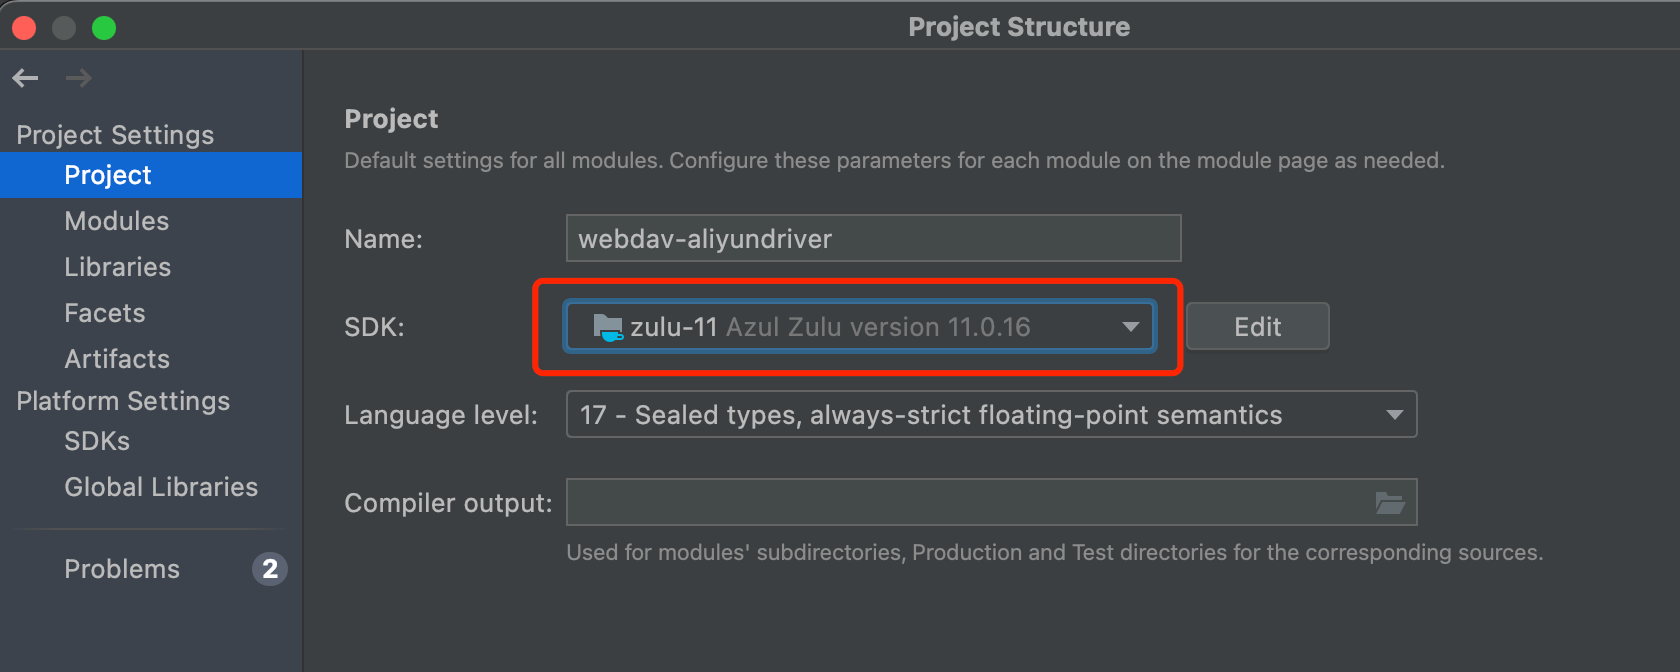 Project Structure
Project Settings
Project
Modules
Libraries
Facets
Artifacts
Platform Settings
SDKs
Global Libraries
Problems 2
Project
Default settings for all modules. Configure these parameters for each module on the module page as needed.
Name: webdav-aliyundriver
SDK: zulu-11 Azul Zulu version 11.0.16 Edit
Language level: 17 - Sealed types, always-strict floating-point semantics
Compiler output:
Used for modules' subdirectories, Production and Test directories for the corresponding sources.